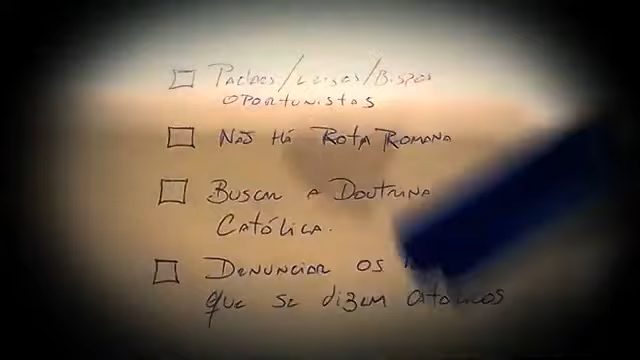 Padres/Leigos/Bispos
oportunistas
Não Há Rota Romana
Buscar a Doutrina
Católica.
Denunciar os
que se dizem católicos